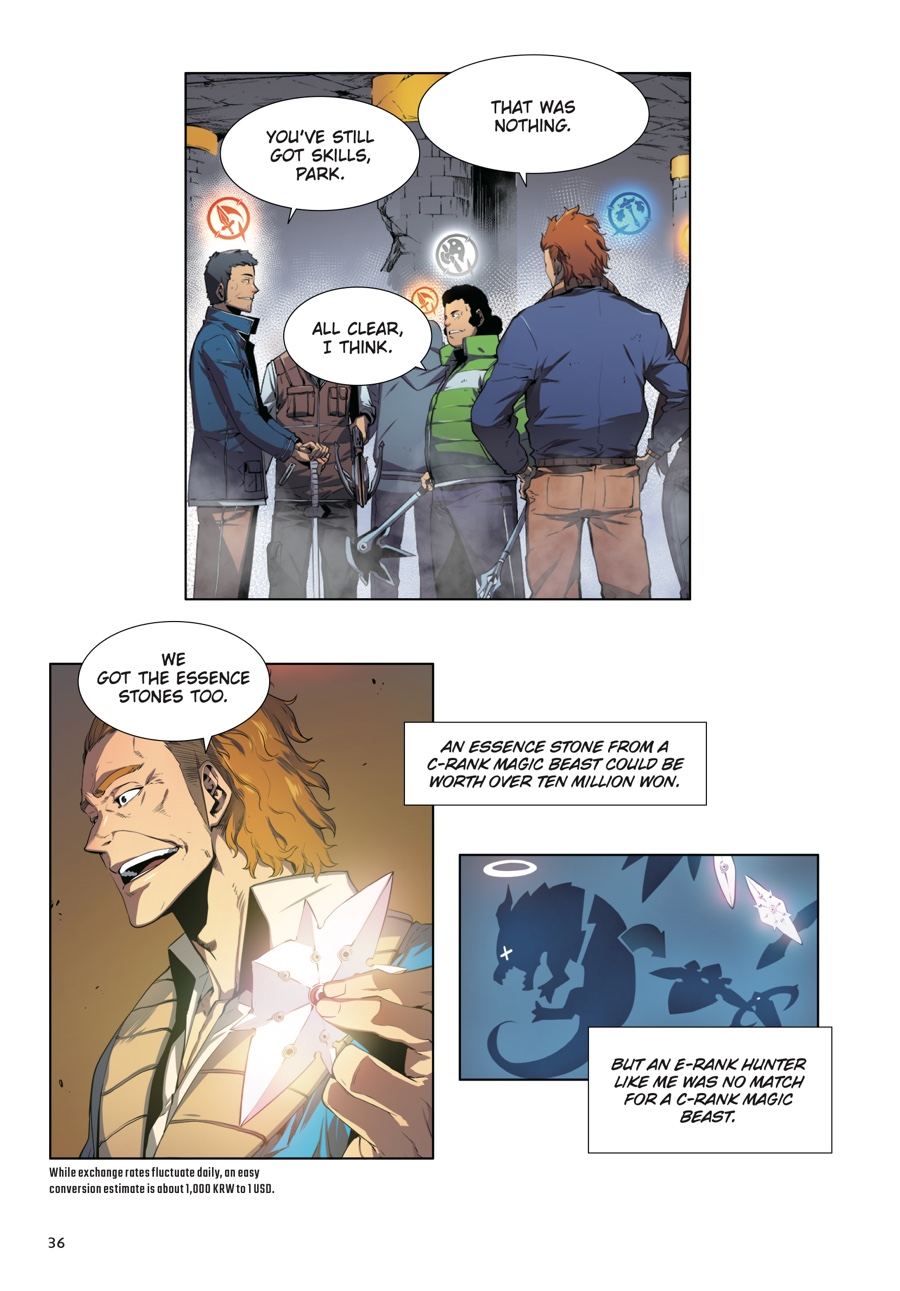 YOU'VE STILL
GOT SKILLS,
PARK.
THAT WAS
NOTHING.
ALL CLEAR,
I THINK.
WE
GOT THE ESSENCE
STONES TOO.
AN ESSENCE STONE FROM A
C-RANK MAGIC BEAST COULD BE
WORTH OVER TEN MILLION WON.
BUT AN E-RANK HUNTER
LIKE ME WAS NO MATCH
FOR A C-RANK MAGIC
BEAST.
While exchange rates fluctuate daily, an easy
conversion estimate is about 1,000 KRW to 1 USD.
36